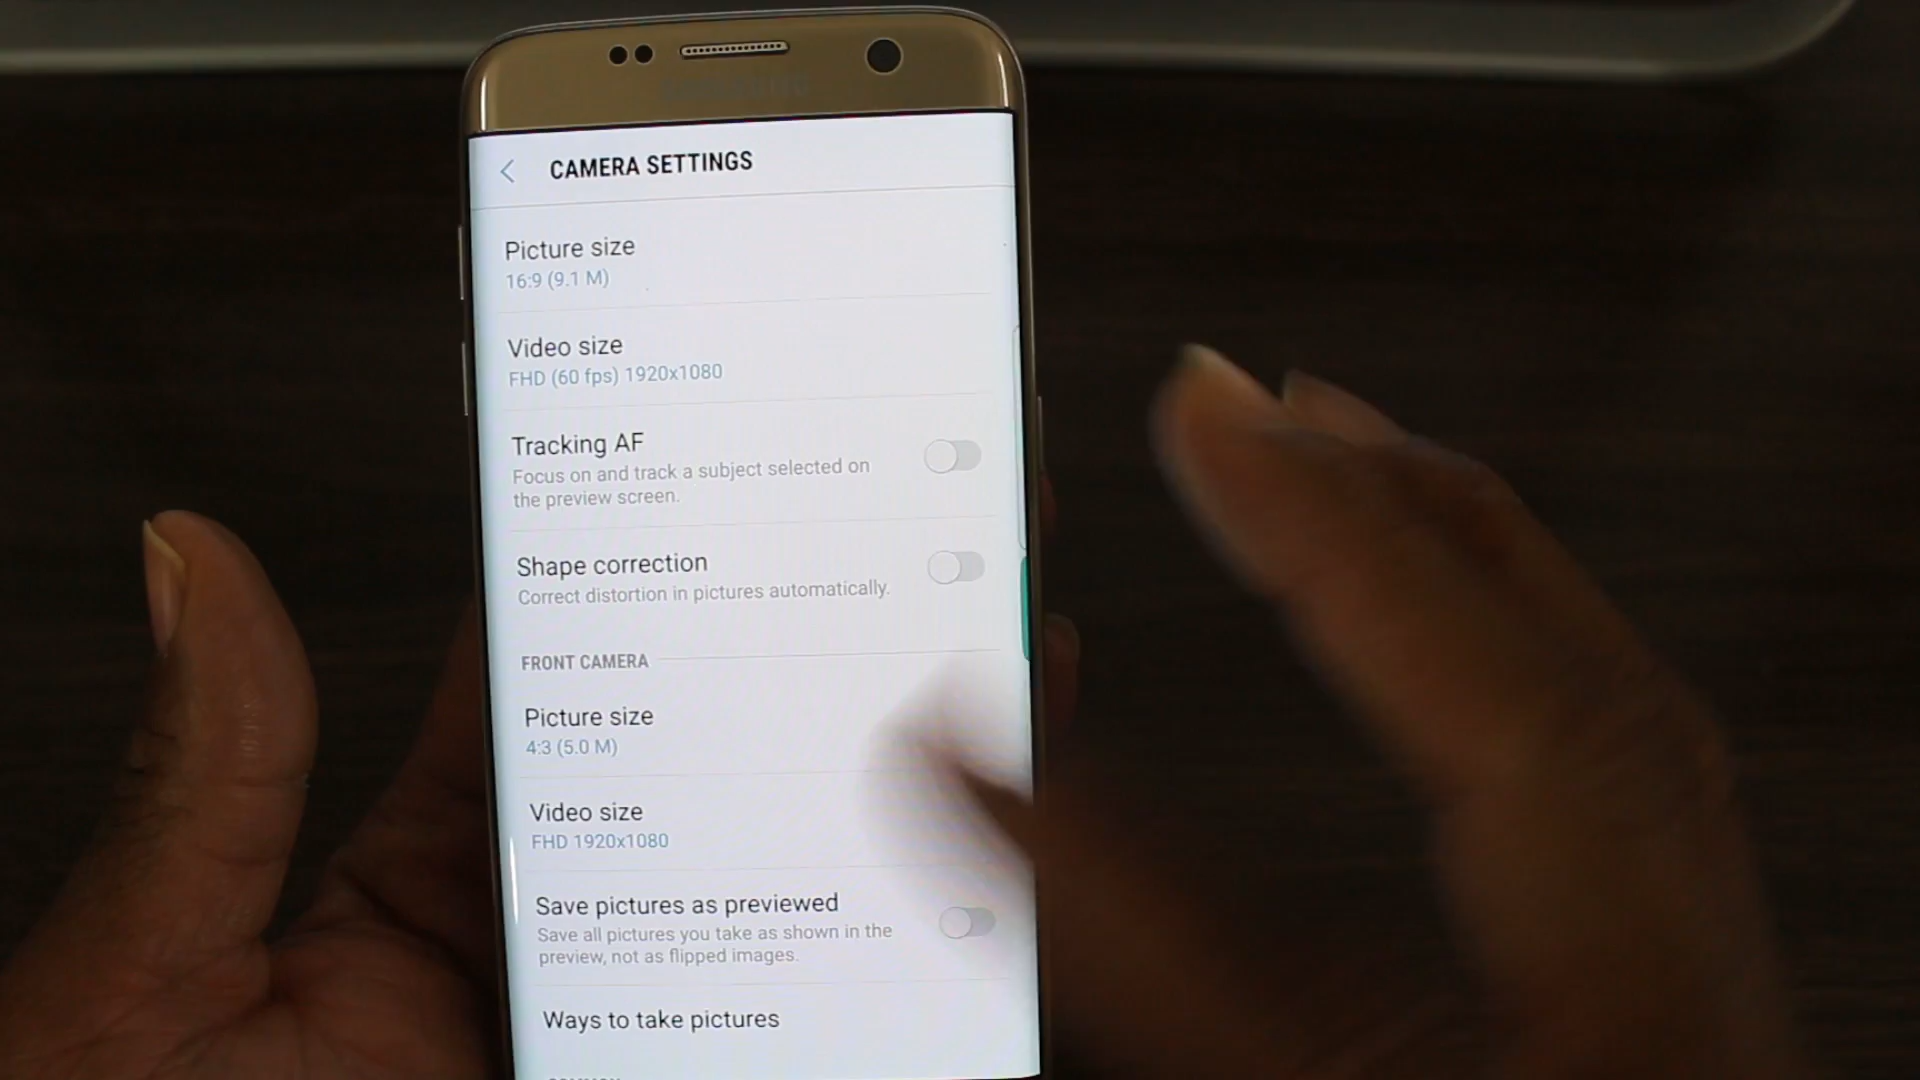 CAMERA SETTINGS
Picture size
16:9 (9.1 M)
Video size
FHD (60 fps) 1920x1080
Tracking AF
Focus on and track a subject selected on
the preview screen.
Shape correction
Correct distortion in pictures automatically.
FRONT CAMERA
Picture size
4:3 (5.0 M)
Video size
FHD 1920x1080
Save pictures as previewed
Save all pictures you take as shown in the
preview, not as flipped images.
Ways to take pictures